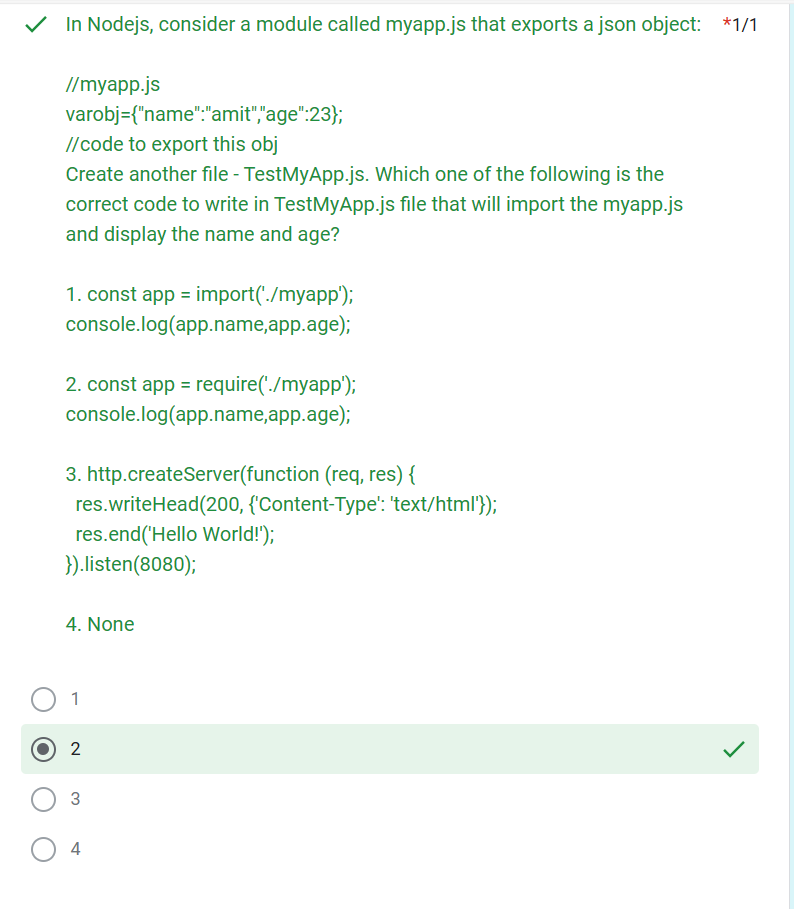 In Nodejs, consider a module called myapp.js that exports a json object: *1/1
//myapp.js
varobj={"name":"amit","age":23};
//code to export this obj
Create another file - TestMyApp.js. Which one of the following is the
correct code to write in TestMyApp.js file that will import the myapp.js
and display the name and age?
1. const app = import('./myapp');
console.log(app.name,app.age);
2. const app = require('./myapp');
console.log(app.name,app.age);
3. http.createServer(function (req, res) {
res.writeHead(200, {'Content-Type': 'text/html'});
res.end('Hello World!');
}).listen(8080);
4. None
1
2
3
4